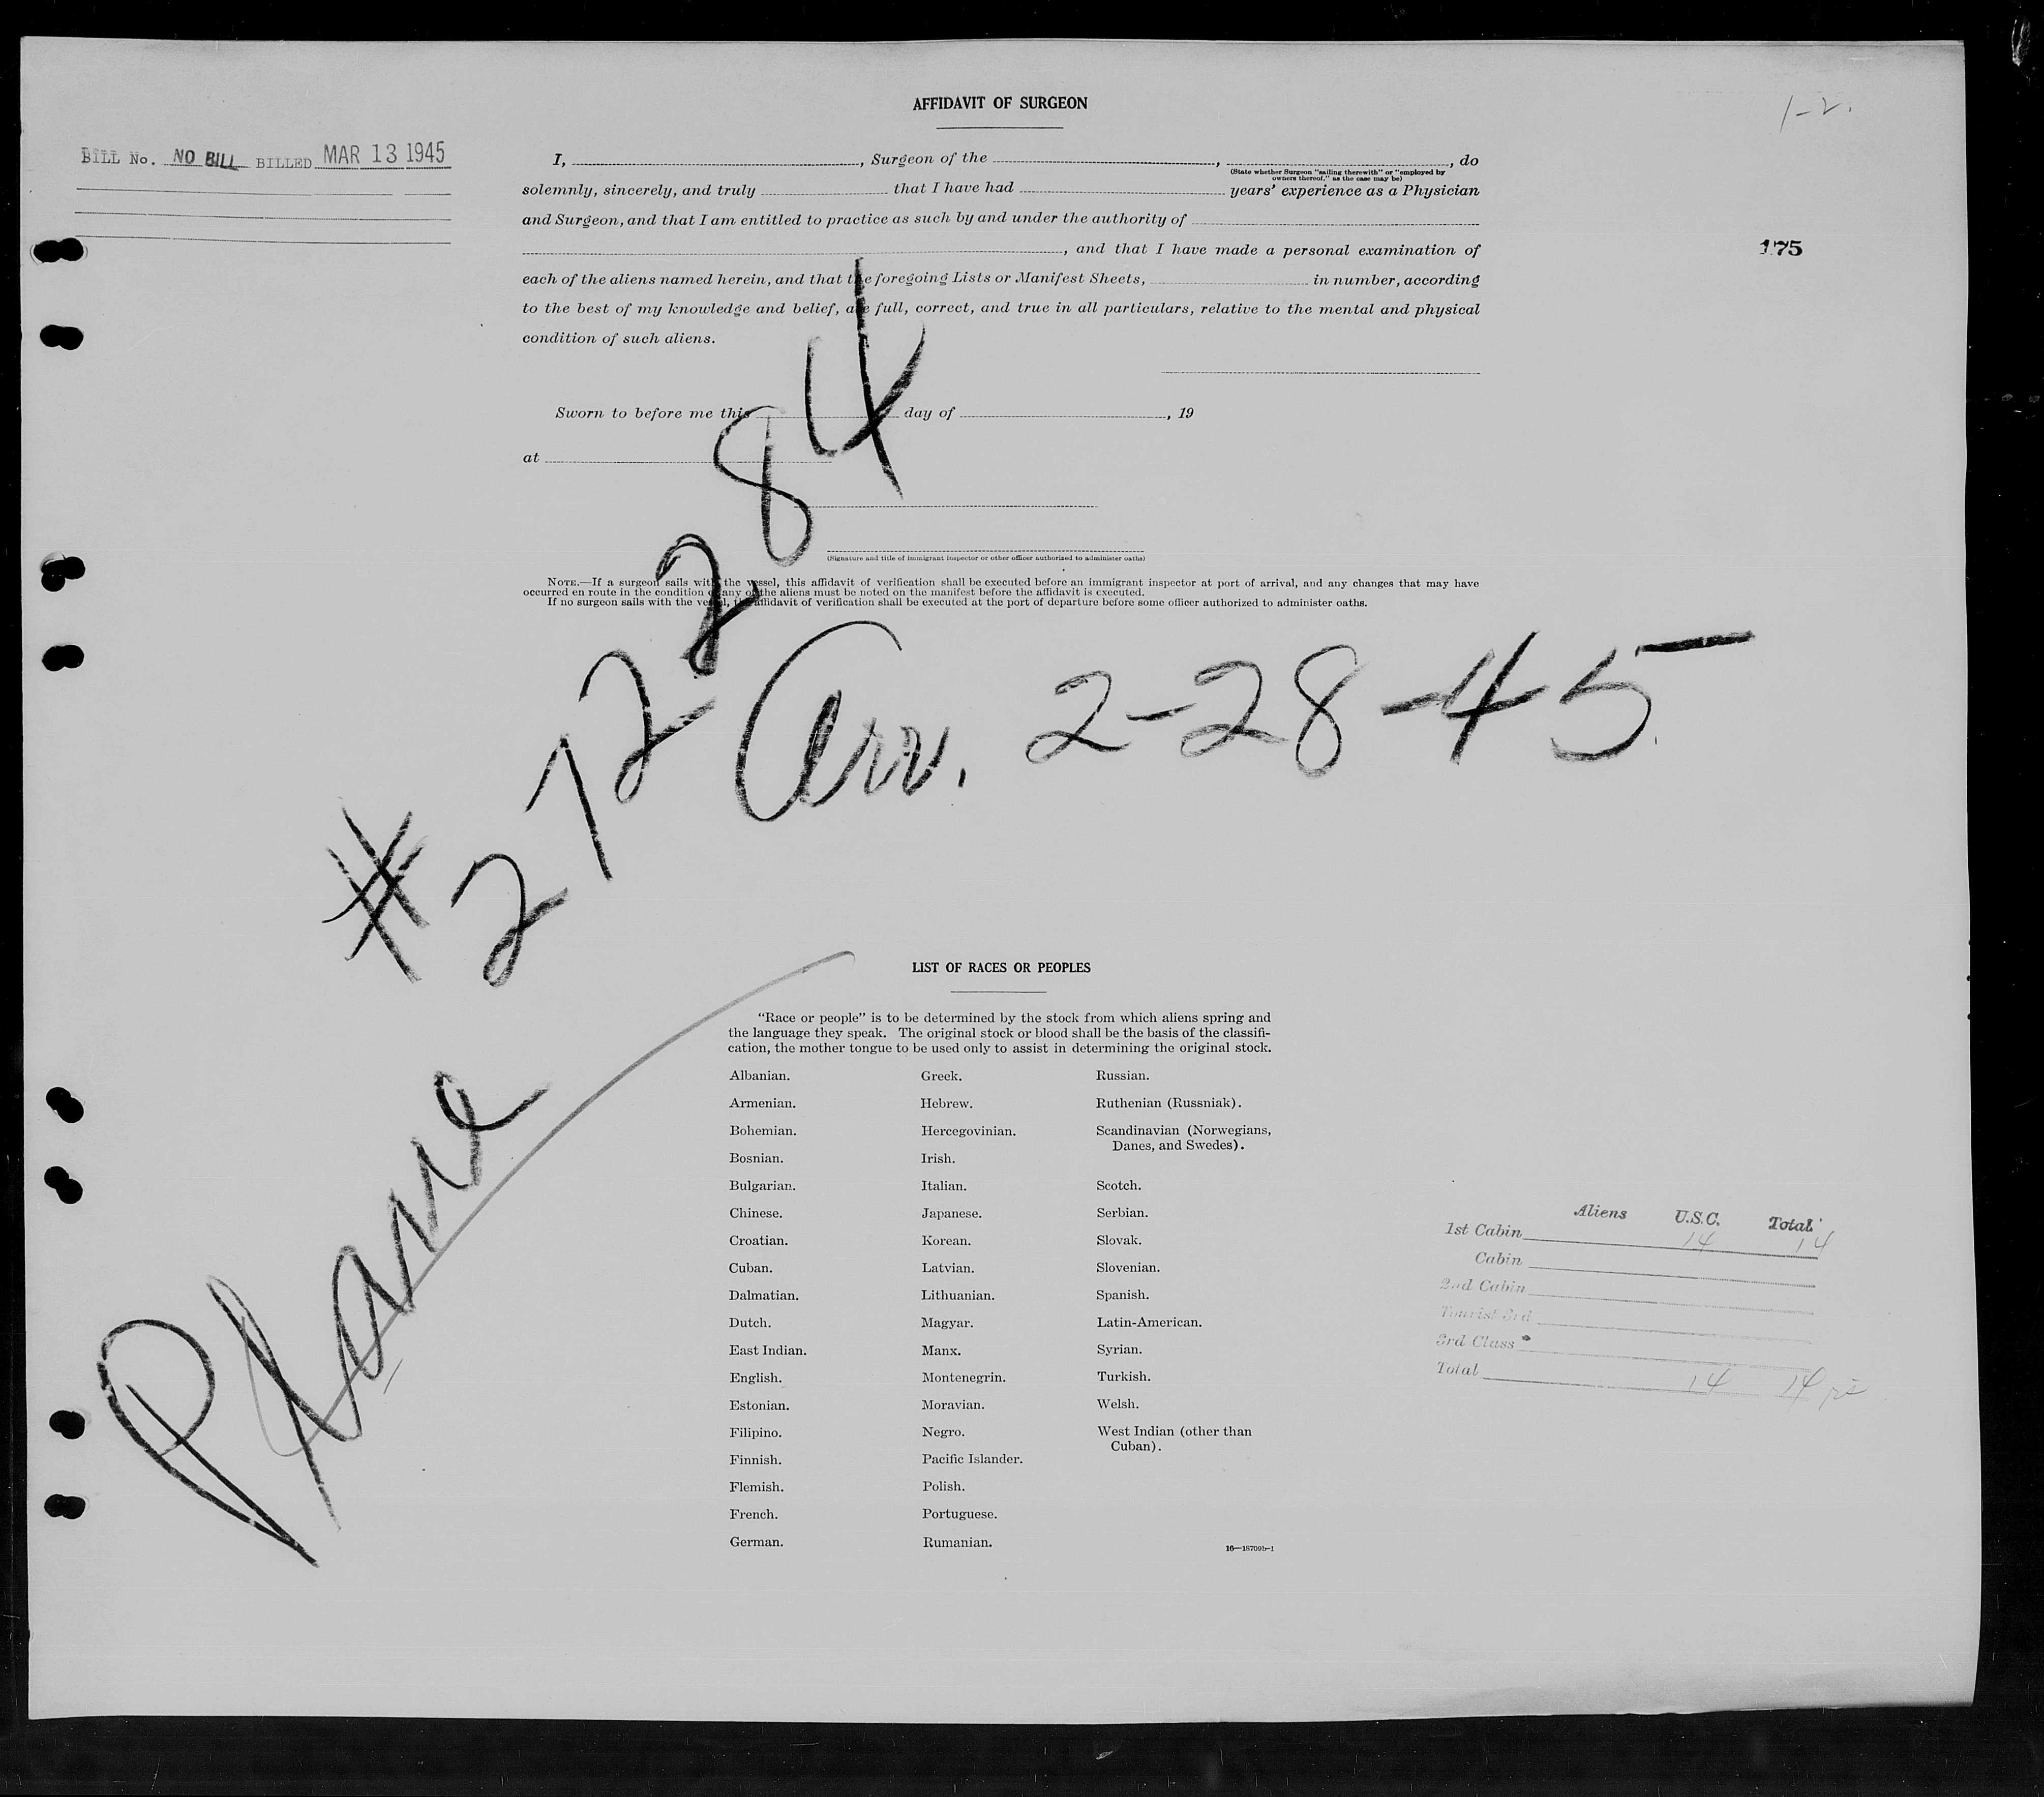 AFFIDAVIT OF SURGEON
1-2.
BILL No. NO BILL BILLED MAR 13 1945
I, , Surgeon of the , , do
(State whether Surgeon "sailing therewith" or "employed by
owners thereof," as the case may be)
solemnly, sincerely, and truly that I have had years' experience as a Physician
and Surgeon, and that I am entitled to practice as such by and under the authority of
, and that I have made a personal examination of
175
each of the aliens named herein, and that the foregoing Lists or Manifest Sheets, in number, according
to the best of my knowledge and belief, are full, correct, and true in all particulars, relative to the mental and physical
condition of such aliens.
Sworn to before me this day of , 19
at
(Signature and title of immigrant inspector or other officer authorized to administer oaths)
NOTE.—If a surgeon sails with the vessel, this affidavit of verification shall be executed before an immigrant inspector at port of arrival, and any changes that may have
occurred en route in the condition of any of the aliens must be noted on the manifest before the affidavit is executed.
If no surgeon sails with the vessel, the affidavit of verification shall be executed at the port of departure before some officer authorized to administer oaths.
# 272284
Arr. 2-28-45
Plane
LIST OF RACES OR PEOPLES
"Race or people" is to be determined by the stock from which aliens spring and
the language they speak. The original stock or blood shall be the basis of the classifi-
cation, the mother tongue to be used only to assist in determining the original stock.
Albanian.
Armenian.
Bohemian.
Bosnian.
Bulgarian.
Chinese.
Croatian.
Cuban.
Dalmatian.
Dutch.
East Indian.
English.
Estonian.
Filipino.
Finnish.
Flemish.
French.
German.
Greek.
Hebrew.
Hercegovinian.
Irish.
Italian.
Japanese.
Korean.
Latvian.
Lithuanian.
Magyar.
Manx.
Montenegrin.
Moravian.
Negro.
Pacific Islander.
Polish.
Portuguese.
Rumanian.
Russian.
Ruthenian (Russniak).
Scandinavian (Norwegians,
Danes, and Swedes).
Scotch.
Serbian.
Slovak.
Slovenian.
Spanish.
Latin-American.
Syrian.
Turkish.
Welsh.
West Indian (other than
Cuban).
16—18709b-1
Aliens U.S.C. Total
1st Cabin 14 14
Cabin
2nd Cabin
Tourist 3rd
3rd Class
Total 14 14